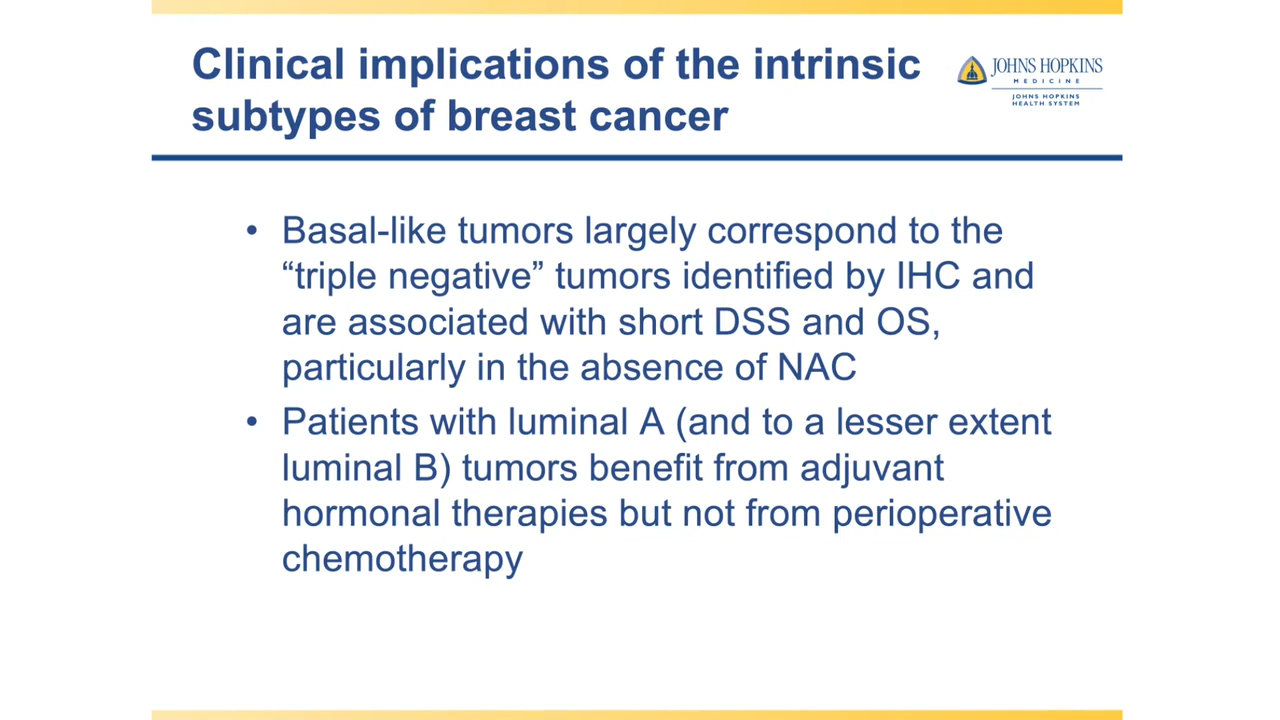 Clinical implications of the intrinsic
subtypes of breast cancer
JOHNS HOPKINS
MEDICINE
JOHNS HOPKINS
HEALTH SYSTEM
• Basal-like tumors largely correspond to the
“triple negative” tumors identified by IHC and
are associated with short DSS and OS,
particularly in the absence of NAC
• Patients with luminal A (and to a lesser extent
luminal B) tumors benefit from adjuvant
hormonal therapies but not from perioperative
chemotherapy